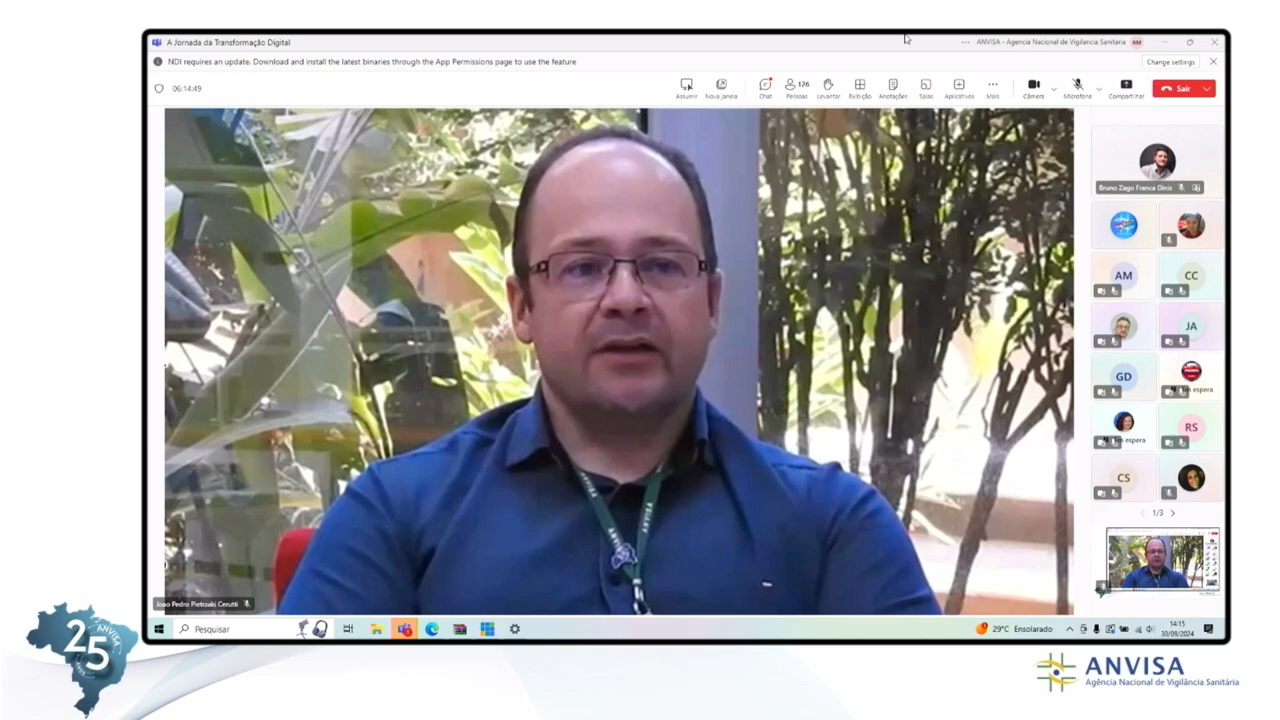 A Jornada da Transformação Digital
ANVISA - Agencia Nacional de Vigilancia Sanitaria
AM
NDI requires an update. Download and install the latest binaries through the App Permissions page to use the feature
Change settings
06:14:49
Assumir
Nova janela
Chat
126
Pessoas
Levantar
Exibição
Anotações
Salas
Aplicativos
Mais
Câmera
Microfone
Compartilhar
Sair
Bruno Zago Franca Diniz
AM
CC
JA
GD
espera
espera
RS
CS
1/3
ANVISA
Joao Pedro Pietrzaki Cerutti
Pesquisar
29°C Ensolarado
14:15
30/09/2024
25
ANVISA
ANVISA
Agência Nacional de Vigilância Sanitária